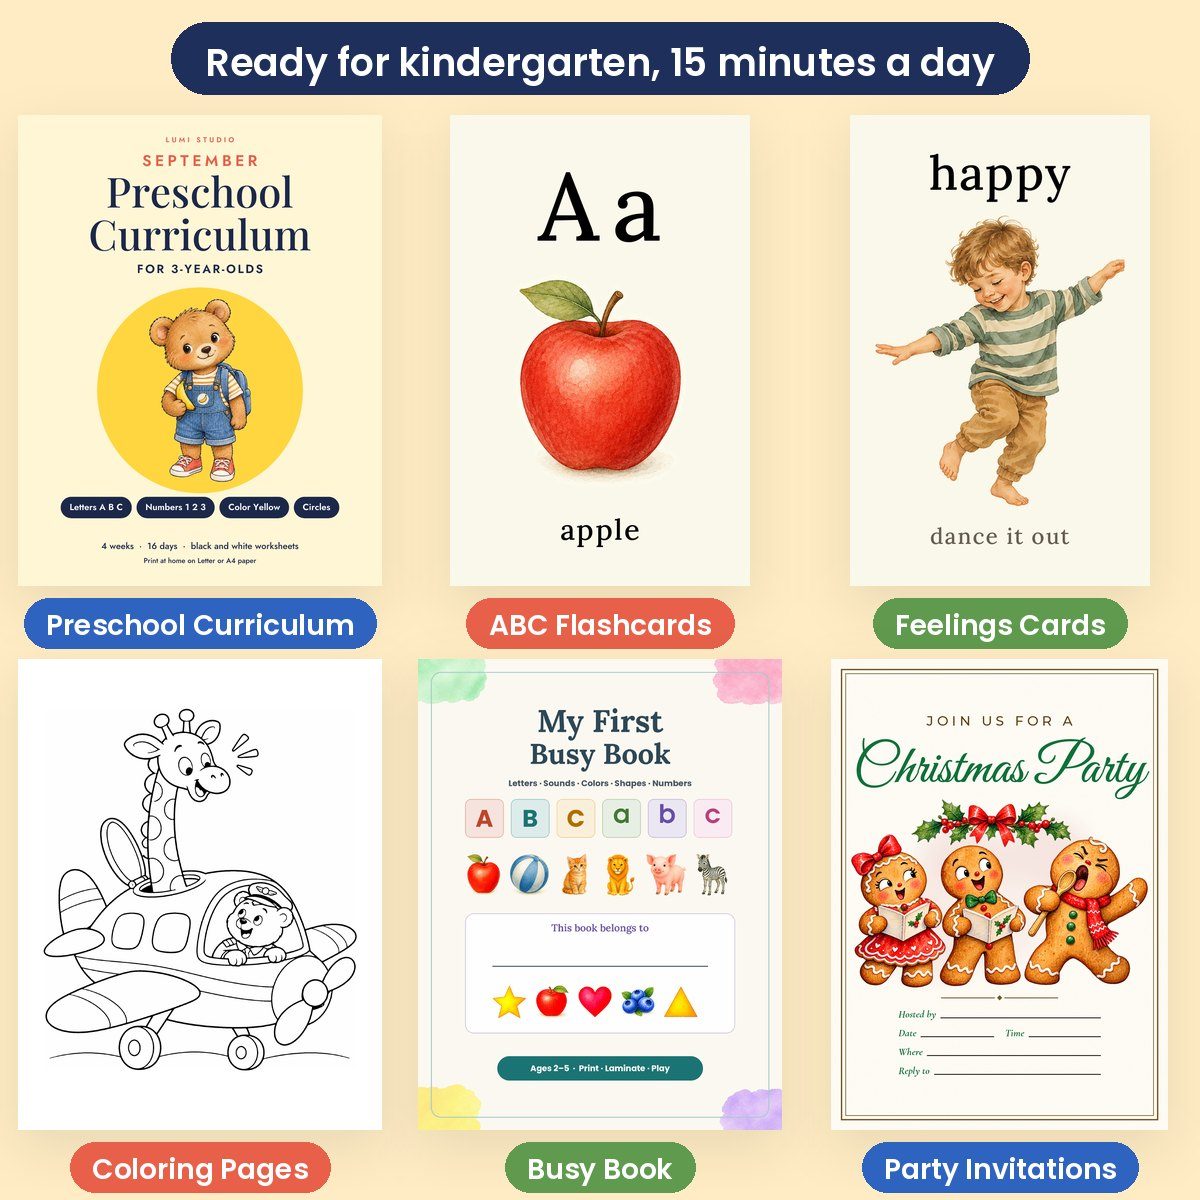 Ready for kindergarten, 15 minutes a day
LUMI STUDIO
SEPTEMBER
Preschool
Curriculum
FOR 3-YEAR-OLDS
Letters A B C
Numbers 1 2 3
Color Yellow
Circles
4 weeks · 16 days · black and white worksheets
Print at home on Letter or A4 paper
Preschool Curriculum
A a
apple
ABC Flashcards
happy
dance it out
Feelings Cards
Coloring Pages
My First
Busy Book
Letters · Sounds · Colors · Shapes · Numbers
A B C a b c
This book belongs to
Ages 2–5 · Print · Laminate · Play
Busy Book
JOIN US FOR A
Christmas Party
Hosted by
Date Time
Where
Reply to
Party Invitations